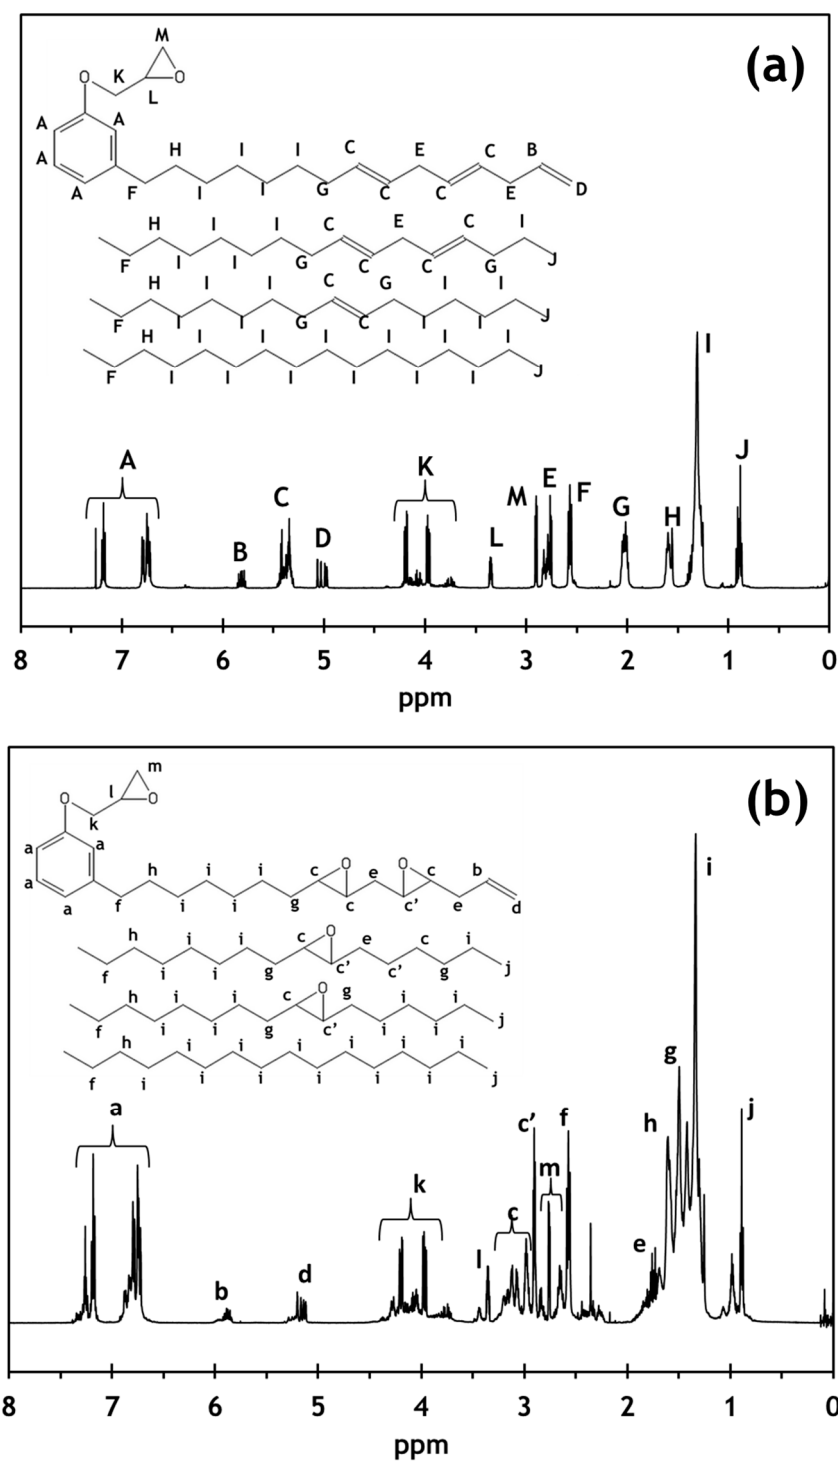 (a)
M
O K O
L
A A
A
H I I C E C B
A F I I G C C E D
H I I C E C I
F I I G C C G J
H I I C G I I
F I I G C I I J
H I I I I I I
F I I I I I I J
I
A K J
C M E F
B D L G H
8 7 6 5 4 3 2 1 0
ppm
(b)
m
O l O
k
a a
a
h i i i c O e O c b
a f i i g c c' e d
h i i i c O e c i
f i i g c' c' g j
h i i i c O g i i
f i i g c' i i j
h i i i i i i
f i i i i i i j
i
g
a c' f h j
k m
c
b d l e
8 7 6 5 4 3 2 1 0
ppm